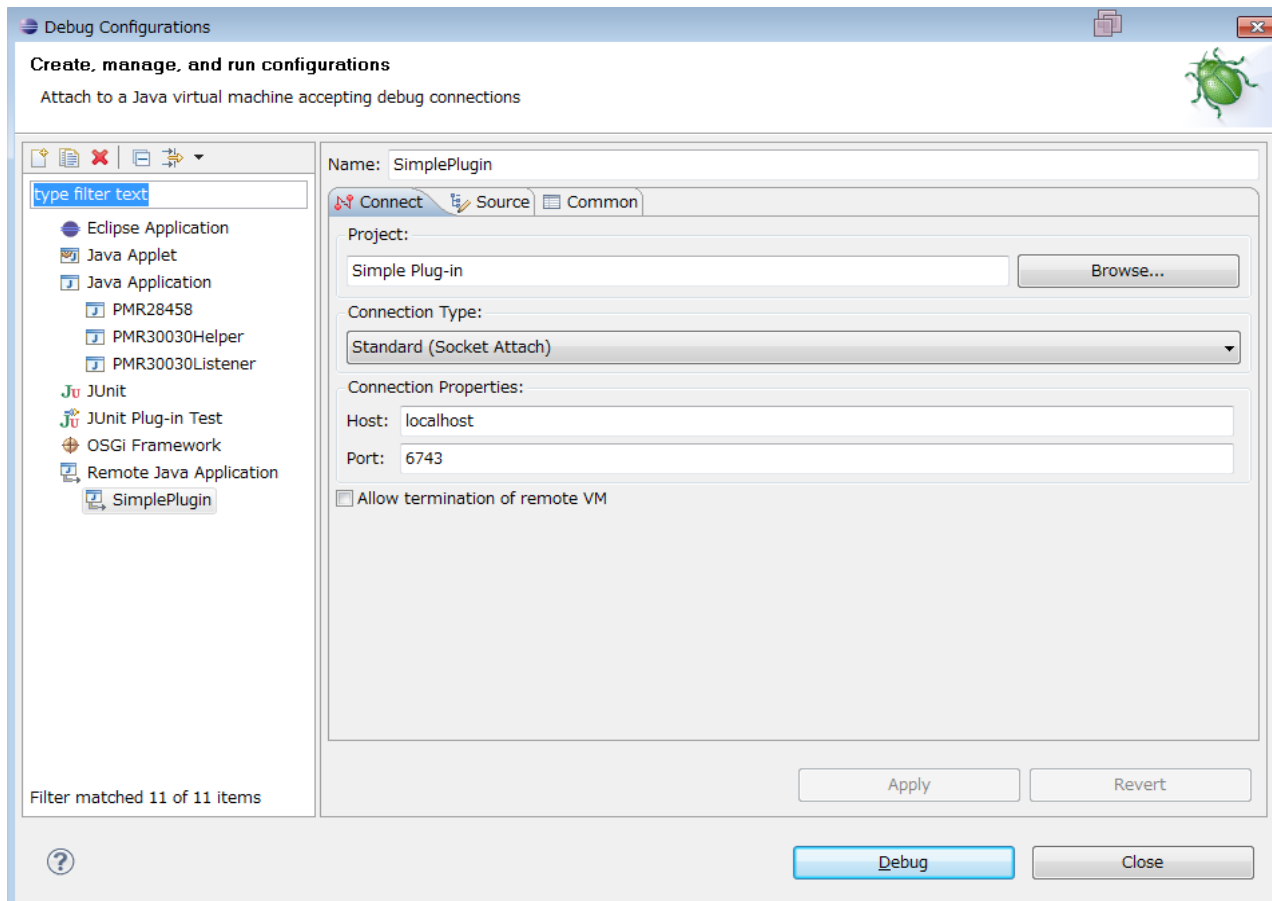 Debug Configurations
Create, manage, and run configurations
Attach to a Java virtual machine accepting debug connections
type filter text
Eclipse Application
Java Applet
Java Application
PMR28458
PMR30030Helper
PMR30030Listener
JUnit
JUnit Plug-in Test
OSGi Framework
Remote Java Application
SimplePlugin
Filter matched 11 of 11 items
Name: SimplePlugin
Connect Source Common
Project:
Simple Plug-in Browse...
Connection Type:
Standard (Socket Attach)
Connection Properties:
Host: localhost
Port: 6743
Allow termination of remote VM
Apply Revert
? Debug Close